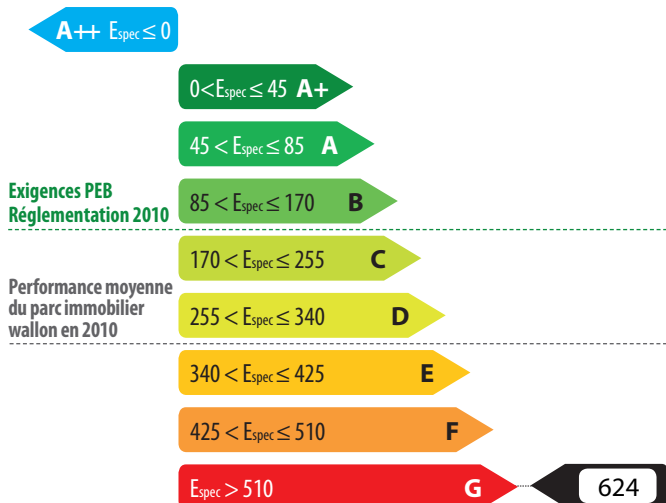 A++ Espec ≤ 0
0 < Espec ≤ 45 A+
45 < Espec ≤ 85 A
Exigences PEB
Réglementation 2010
85 < Espec ≤ 170 B
170 < Espec ≤ 255 C
Performance moyenne
du parc immobilier
wallon en 2010
255 < Espec ≤ 340 D
340 < Espec ≤ 425 E
425 < Espec ≤ 510 F
Espec > 510 G
624